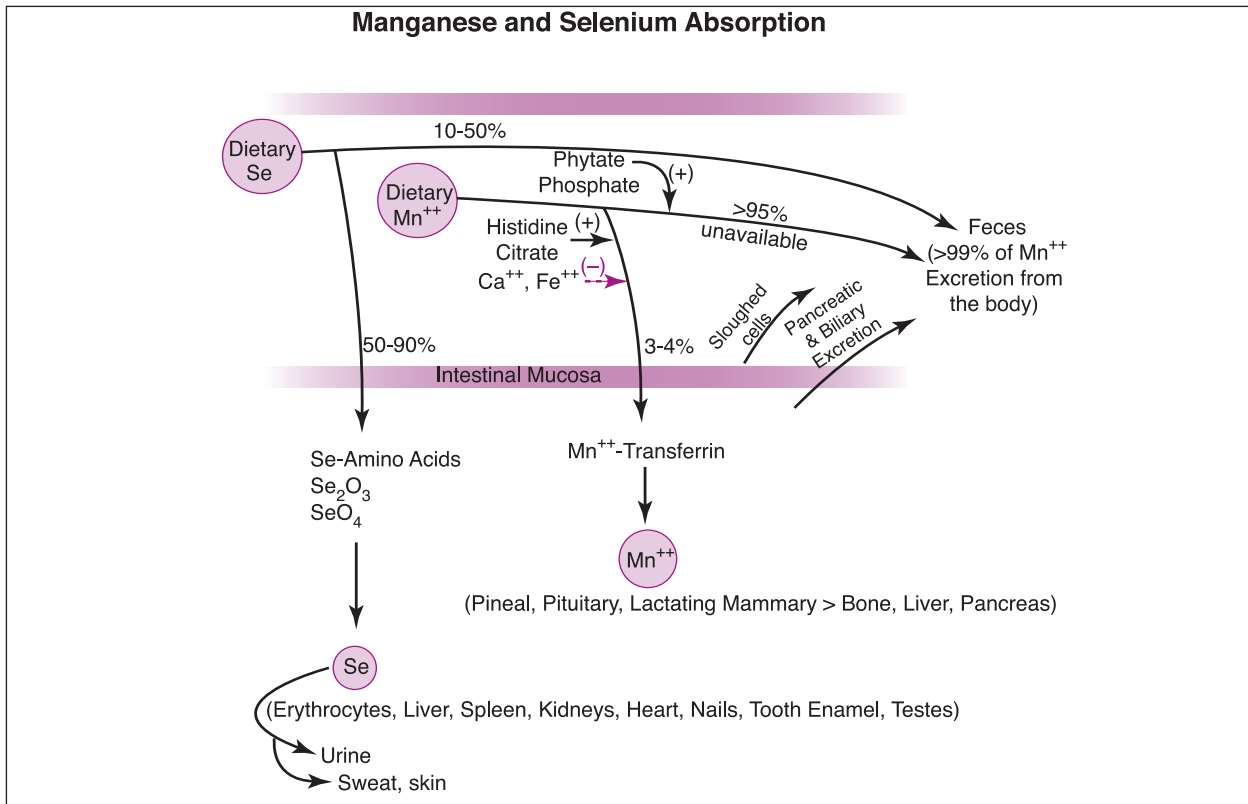 Manganese and Selenium Absorption
Dietary
Se
10-50%
Dietary
Mn++
Phytate
Phosphate
(+)
>95%
unavailable
Histidine (+)
Citrate
Ca++, Fe++ (–)
Feces
(>99% of Mn++
Excretion from
the body)
Sloughed
cells
Pancreatic
& Biliary
Excretion
50-90%
3-4%
Intestinal Mucosa
Se-Amino Acids
Se2O3
SeO4
Mn++-Transferrin
Mn++
(Pineal, Pituitary, Lactating Mammary > Bone, Liver, Pancreas)
Se
(Erythrocytes, Liver, Spleen, Kidneys, Heart, Nails, Tooth Enamel, Testes)
Urine
Sweat, skin